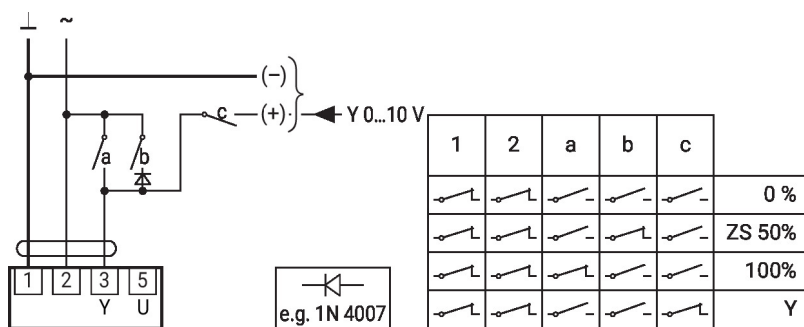 ⊥ ~
(−)
c (+) Y 0...10 V
a b
1 2 3 5
Y U
e.g. 1N 4007
1 2 a b c
0 %
ZS 50%
100%
Y